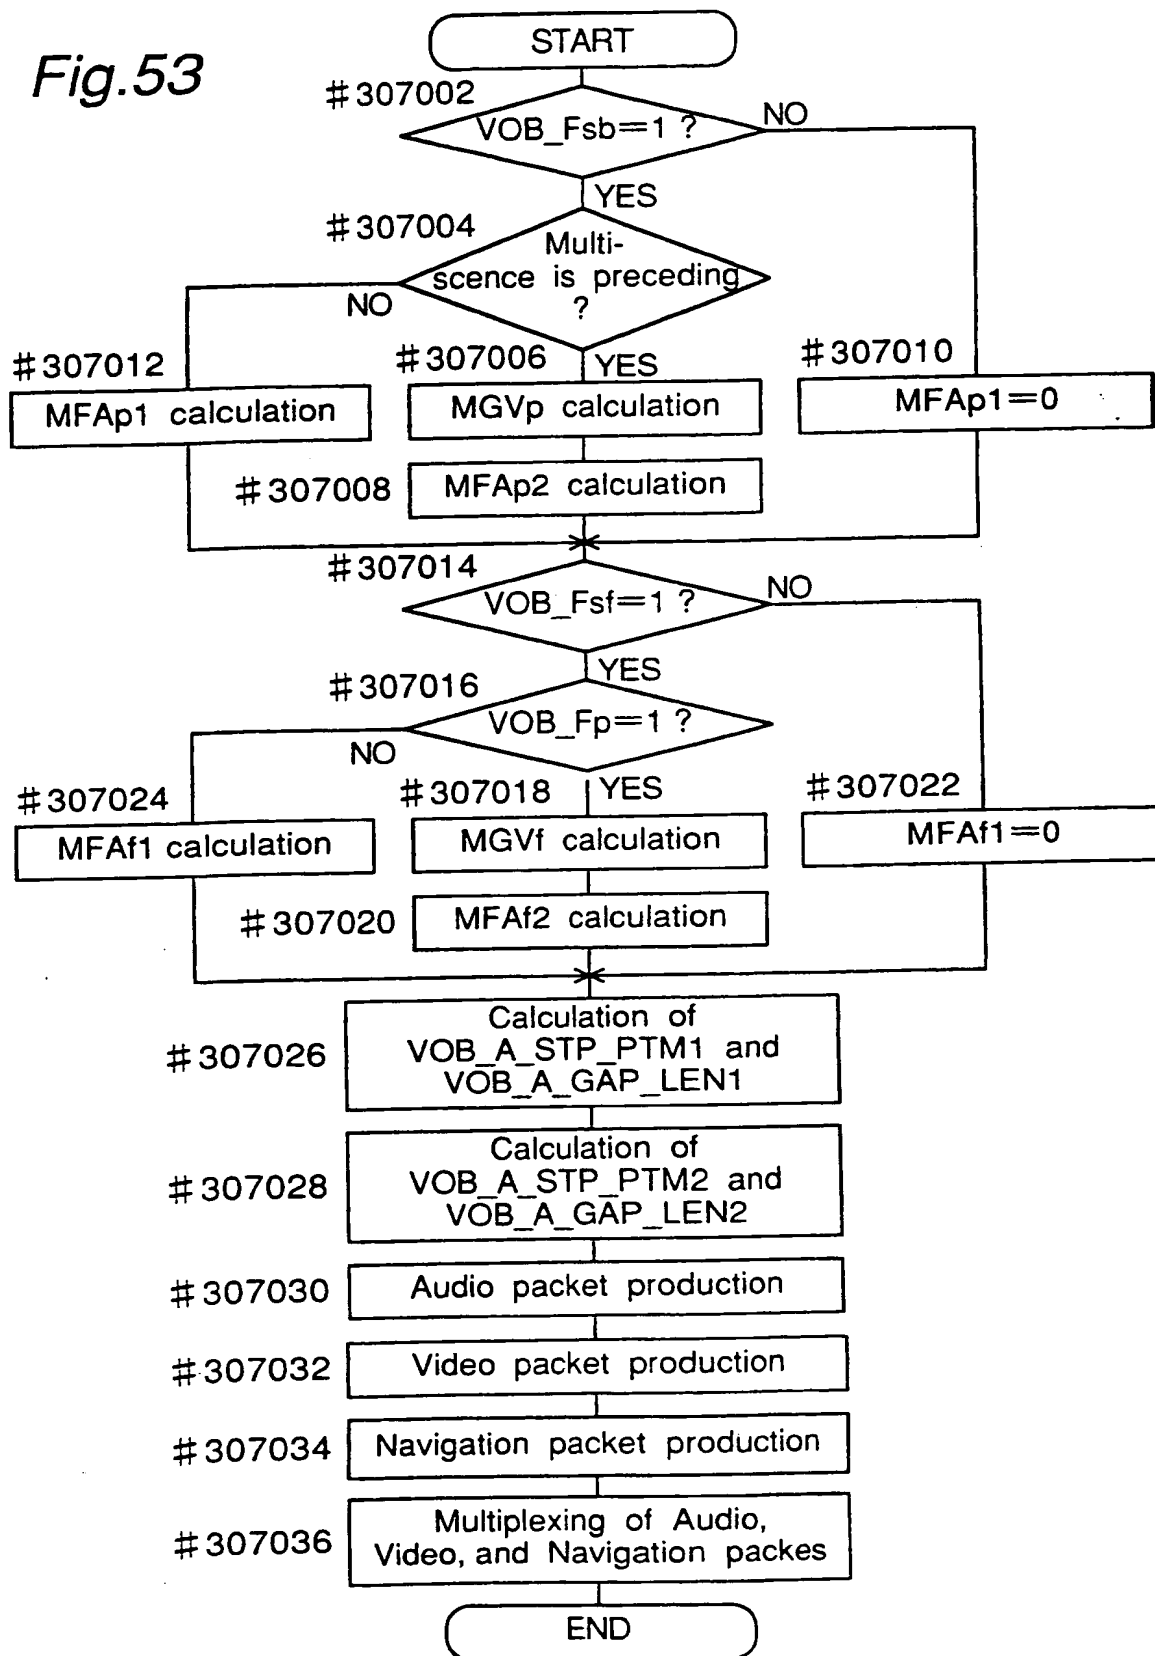 Fig.53
START
#307002
VOB_Fsb=1 ?
NO
YES
#307004
Multi-
scence is preceding
?
NO
YES
#307012
#307006
#307010
MFAp1 calculation
MGVp calculation
MFAp1=0
#307008
MFAp2 calculation
#307014
VOB_Fsf=1 ?
NO
YES
#307016
VOB_Fp=1 ?
NO
YES
#307024
#307018
#307022
MFAf1 calculation
MGVf calculation
MFAf1=0
#307020
MFAf2 calculation
#307026
Calculation of
VOB_A_STP_PTM1 and
VOB_A_GAP_LEN1
#307028
Calculation of
VOB_A_STP_PTM2 and
VOB_A_GAP_LEN2
#307030
Audio packet production
#307032
Video packet production
#307034
Navigation packet production
#307036
Multiplexing of Audio,
Video, and Navigation packes
END